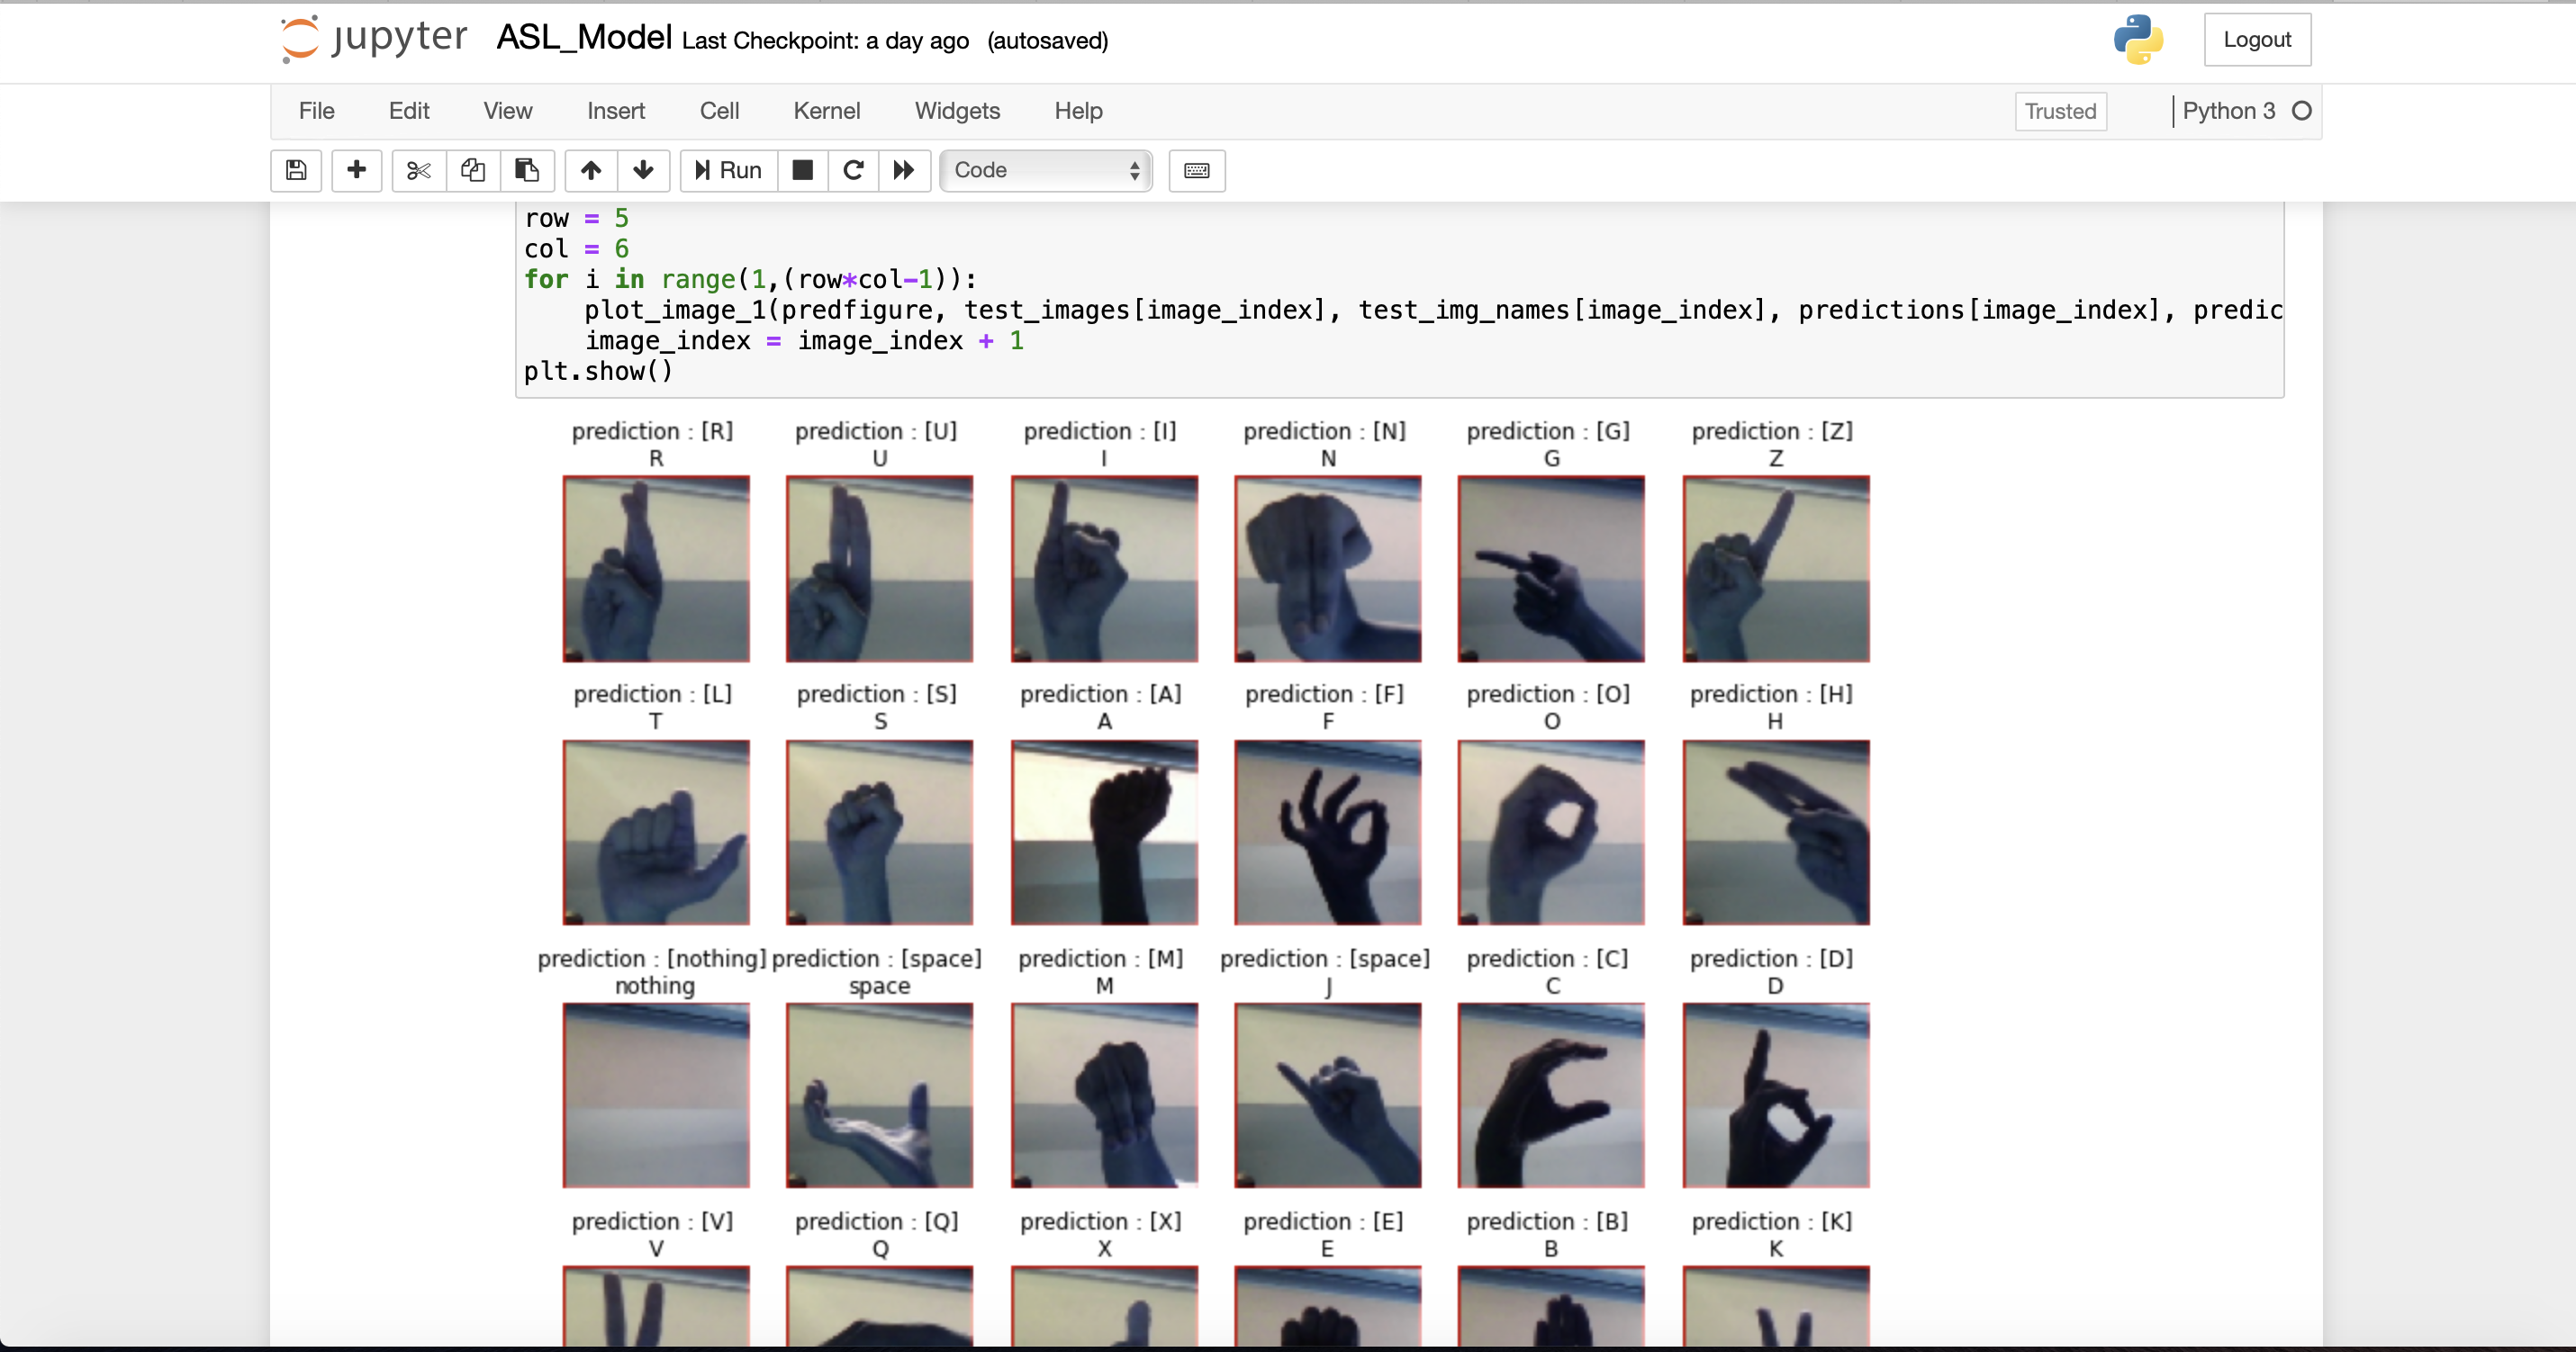 jupyter ASL_Model Last Checkpoint: a day ago (autosaved)
Logout
File Edit View Insert Cell Kernel Widgets Help
Trusted
Python 3
Run
Code
row = 5
col = 6
for i in range(1,(row*col-1)):
plot_image_1(predfigure, test_images[image_index], test_img_names[image_index], predictions[image_index], predic
image_index = image_index + 1
plt.show()
prediction : [R] prediction : [U] prediction : [I] prediction : [N] prediction : [G] prediction : [Z]
R U I N G Z
prediction : [L] prediction : [S] prediction : [A] prediction : [F] prediction : [O] prediction : [H]
T S A F O H
prediction : [nothing] prediction : [space] prediction : [M] prediction : [space] prediction : [C] prediction : [D]
nothing space M J C D
prediction : [V] prediction : [Q] prediction : [X] prediction : [E] prediction : [B] prediction : [K]
V Q X E B K